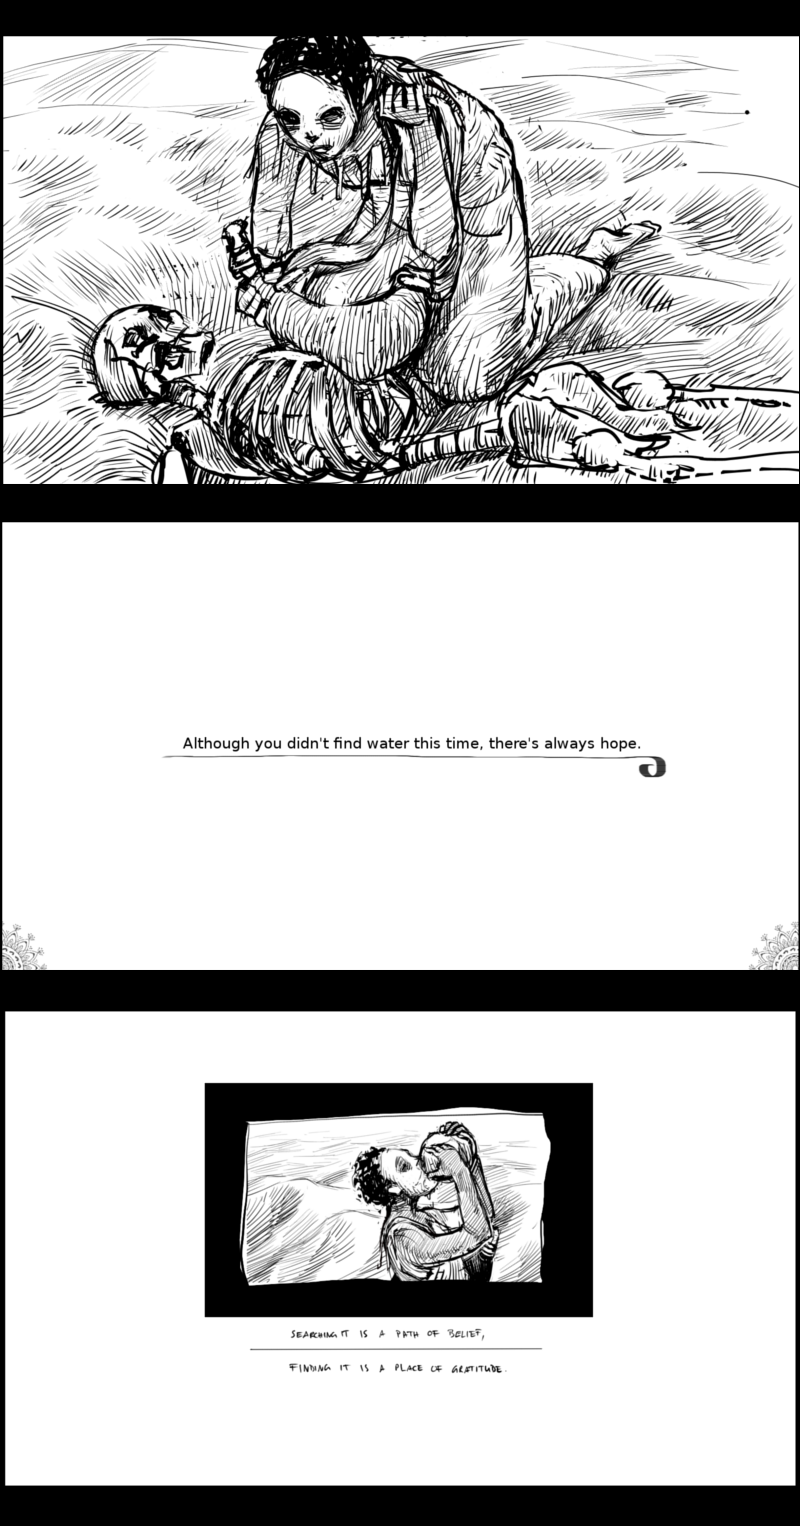 Although you didn't find water this time, there's always hope.
SEARCHING IT IS A PATH OF BELIEF,
FINDING IT IS A PLACE OF GRATITUDE.